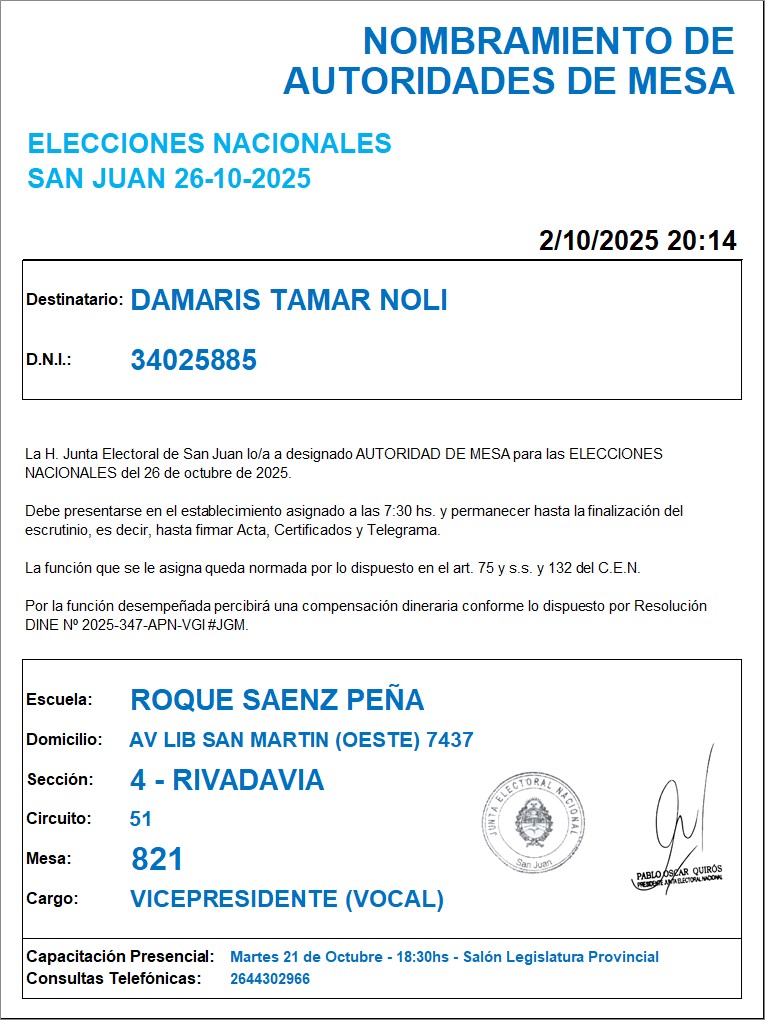 NOMBRAMIENTO DE
AUTORIDADES DE MESA
ELECCIONES NACIONALES
SAN JUAN 26-10-2025
2/10/2025 20:14
Destinatario: DAMARIS TAMAR NOLI
D.N.I.: 34025885
La H. Junta Electoral de San Juan lo/a a designado AUTORIDAD DE MESA para las ELECCIONES
NACIONALES del 26 de octubre de 2025.
Debe presentarse en el establecimiento asignado a las 7:30 hs. y permanecer hasta la finalización del
escrutinio, es decir, hasta firmar Acta, Certificados y Telegrama.
La función que se le asigna queda normada por lo dispuesto en el art. 75 y s.s. y 132 del C.E.N.
Por la función desempeñada percibirá una compensación dineraria conforme lo dispuesto por Resolución
DINE Nº 2025-347-APN-VGI#JGM.
Escuela: ROQUE SAENZ PEÑA
Domicilio: AV LIB SAN MARTIN (OESTE) 7437
Sección: 4 - RIVADAVIA
Circuito: 51
Mesa: 821
Cargo: VICEPRESIDENTE (VOCAL)
JUNTA ELECTORAL NACIONAL
San Juan
PABLO OSCAR QUIRÓS
PRESIDENTE JUNTA ELECTORAL NACIONAL
Capacitación Presencial: Martes 21 de Octubre - 18:30hs - Salón Legislatura Provincial
Consultas Telefónicas: 2644302966